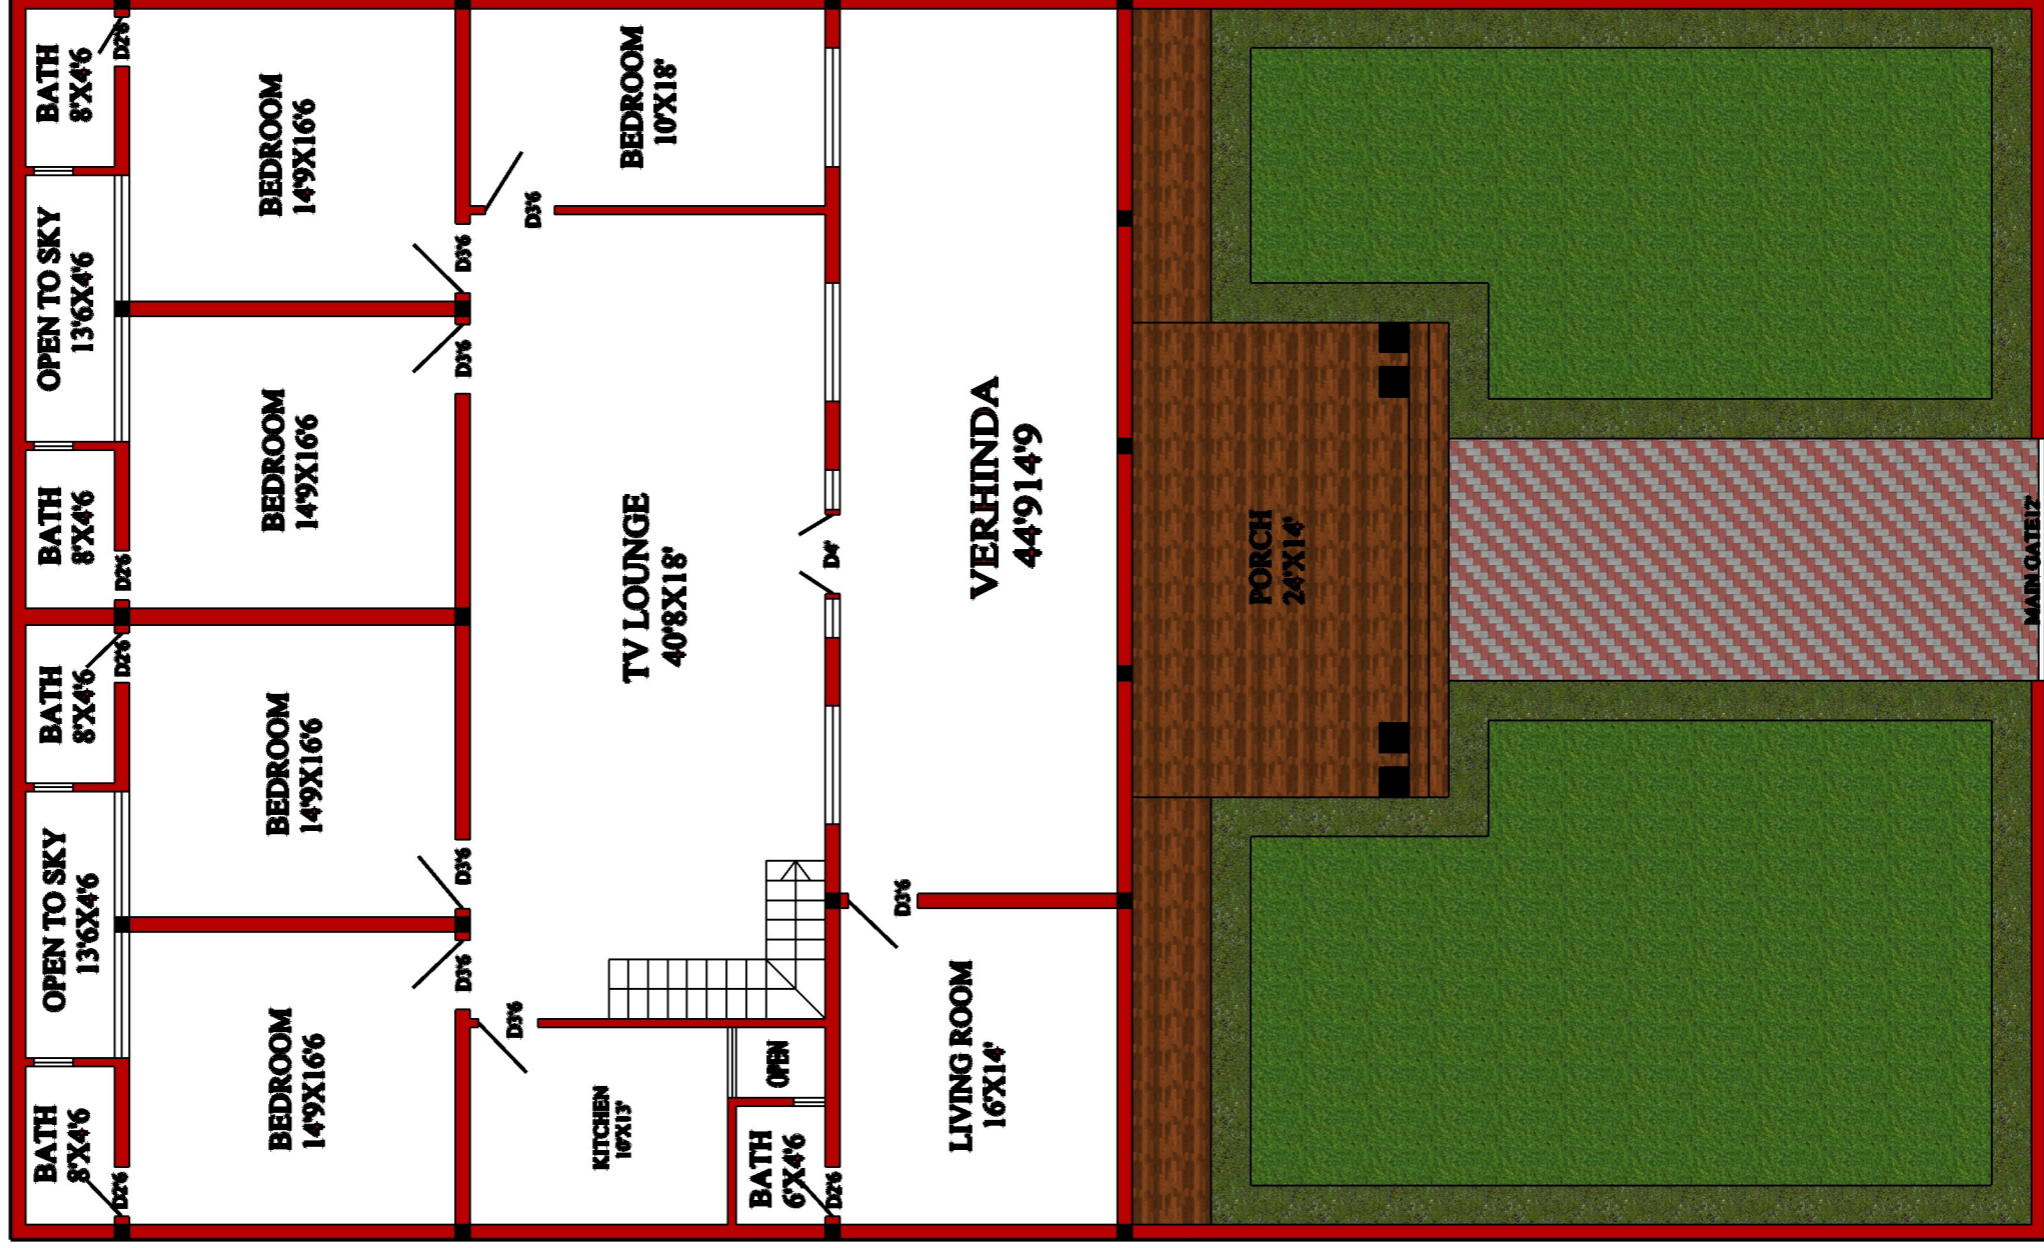 BATH
8'X4'6
OPEN TO SKY
13'6X4'6
BATH
8'X4'6
BATH
8'X4'6
OPEN TO SKY
13'6X4'6
BATH
8'X4'6
D2'6
D2'6
D2'6
D2'6
BEDROOM
14'9X16'6
BEDROOM
14'9X16'6
BEDROOM
14'9X16'6
BEDROOM
14'9X16'6
D3'6
D3'6
D3'6
D3'6
D3'6
D3'6
KITCHEN
10'X13'
TV LOUNGE
40'8X18'
BEDROOM
10'X18'
BATH
6'X4'6
OPEN
D2'6
D4'
D3'6
LIVING ROOM
16'X14'
VERHINDA
44'914'9
PORCH
24'X14'
MAIN GATE12'